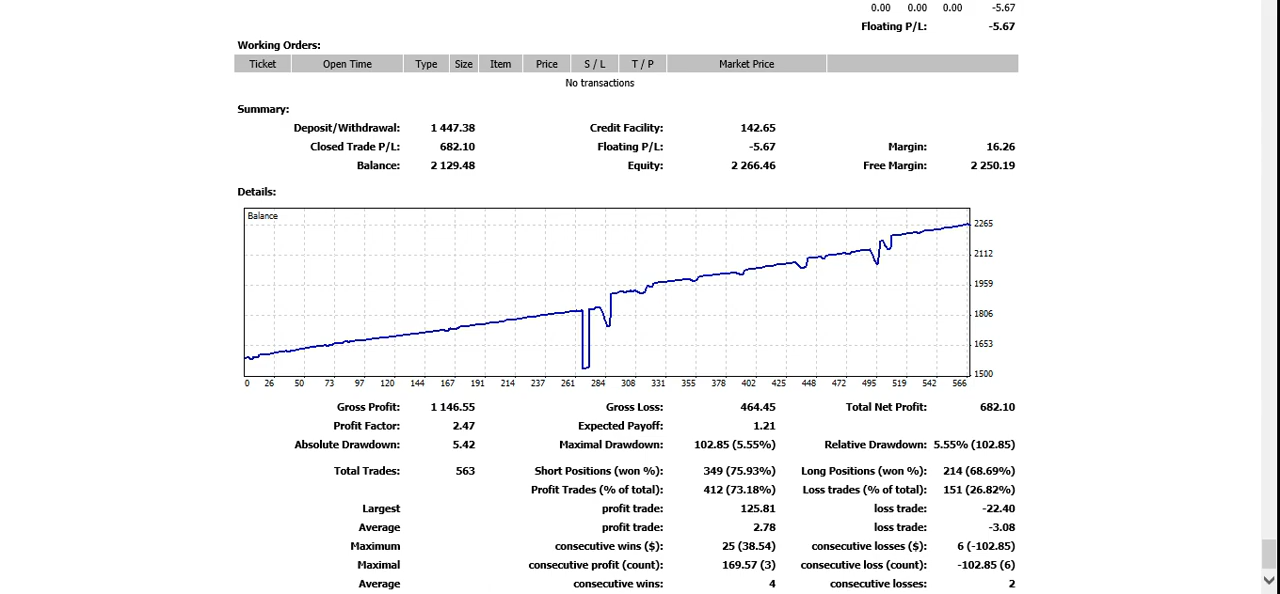 0.00 0.00 0.00 -5.67
Floating P/L: -5.67
Working Orders:
Ticket Open Time Type Size Item Price S / L T / P Market Price
No transactions
Summary:
Deposit/Withdrawal: 1 447.38 Credit Facility: 142.65
Closed Trade P/L: 682.10 Floating P/L: -5.67 Margin: 16.26
Balance: 2 129.48 Equity: 2 266.46 Free Margin: 2 250.19
Details:
Balance
2265
2112
1959
1806
1653
1500
0 26 50 73 97 120 144 167 191 214 237 261 284 308 331 355 378 402 425 448 472 495 519 542 566
Gross Profit: 1 146.55 Gross Loss: 464.45 Total Net Profit: 682.10
Profit Factor: 2.47 Expected Payoff: 1.21
Absolute Drawdown: 5.42 Maximal Drawdown: 102.85 (5.55%) Relative Drawdown: 5.55% (102.85)
Total Trades: 563 Short Positions (won %): 349 (75.93%) Long Positions (won %): 214 (68.69%)
Profit Trades (% of total): 412 (73.18%) Loss trades (% of total): 151 (26.82%)
Largest profit trade: 125.81 loss trade: -22.40
Average profit trade: 2.78 loss trade: -3.08
Maximum consecutive wins ($): 25 (38.54) consecutive losses ($): 6 (-102.85)
Maximal consecutive profit (count): 169.57 (3) consecutive loss (count): -102.85 (6)
Average consecutive wins: 4 consecutive losses: 2